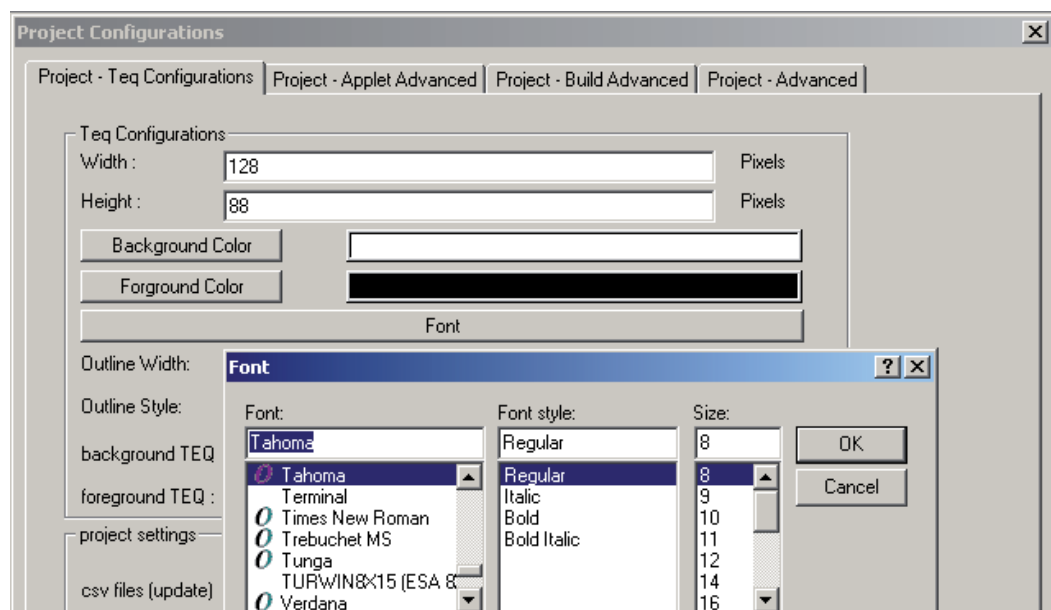 Project Configurations
Project - Teq Configurations Project - Applet Advanced Project - Build Advanced Project - Advanced
Teq Configurations
Width : 128 Pixels
Height : 88 Pixels
Background Color
Forground Color
Font
Outline Width:
Outline Style:
background TEQ
foreground TEQ :
project settings
csv files (update)
Font
Font: Font style: Size:
Tahoma Regular 8 OK
Tahoma Regular 8 Cancel
Terminal Italic 9
Times New Roman Bold 10
Trebuchet MS Bold Italic 11
Tunga 12
TURWIN8X15 (ESA 8 14
Verdana 16